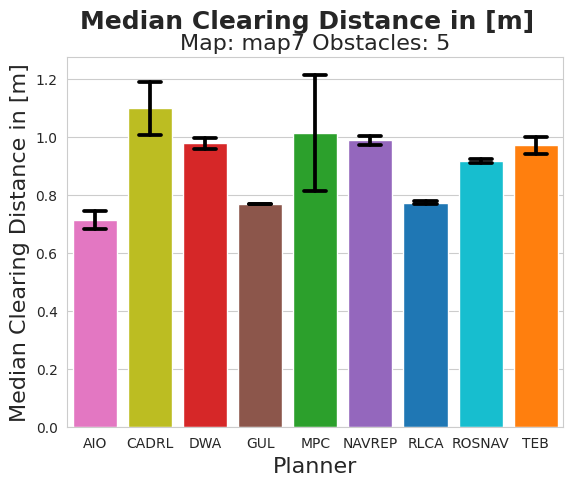 Median Clearing Distance in [m]
Map: map7 Obstacles: 5
Median Clearing Distance in [m]
1.2
1.0
0.8
0.6
0.4
0.2
0.0
AIO CADRL DWA GUL MPC NAVREP RLCA ROSNAV TEB
Planner